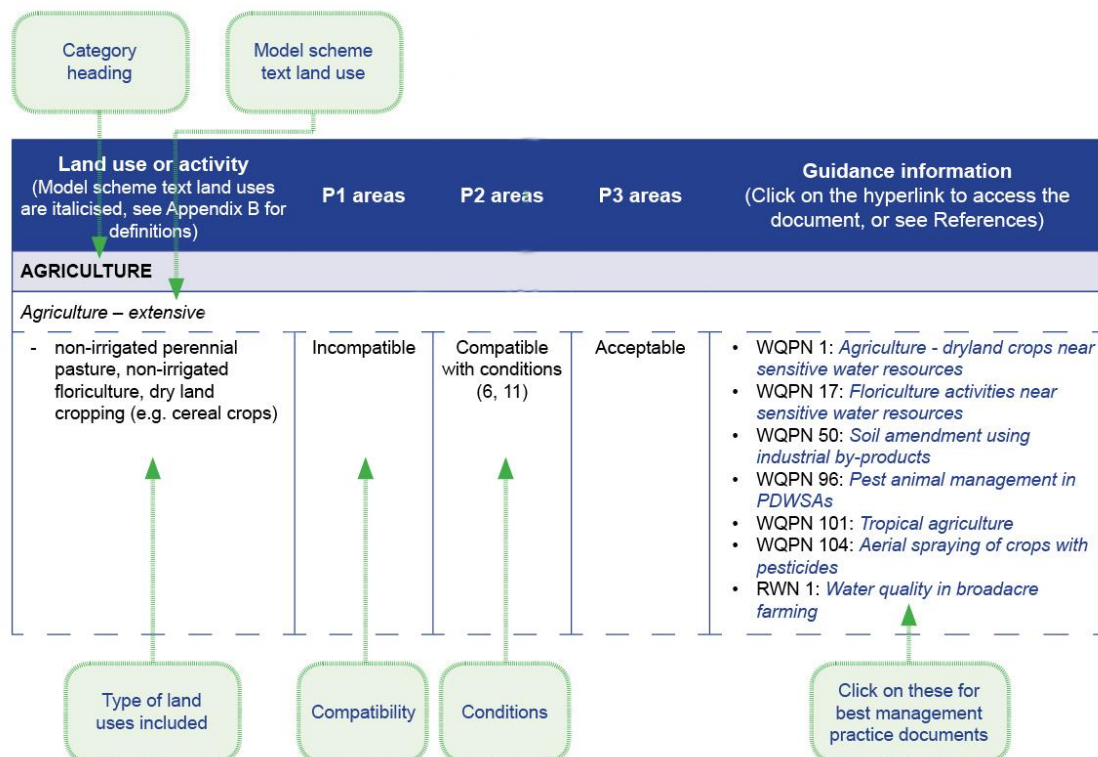 Category
heading
Model scheme
text land use
Land use or activity
(Model scheme text land uses
are italicised, see Appendix B for
definitions)
P1 areas
P2 areas
P3 areas
Guidance information
(Click on the hyperlink to access the
document, or see References)
AGRICULTURE
Agriculture – extensive
- non-irrigated perennial
pasture, non-irrigated
floriculture, dry land
cropping (e.g. cereal crops)
Incompatible
Compatible
with conditions
(6, 11)
Acceptable
• WQPN 1: Agriculture - dryland crops near
sensitive water resources
• WQPN 17: Floriculture activities near
sensitive water resources
• WQPN 50: Soil amendment using
industrial by-products
• WQPN 96: Pest animal management in
PDWSAs
• WQPN 101: Tropical agriculture
• WQPN 104: Aerial spraying of crops with
pesticides
• RWN 1: Water quality in broadacre
farming
Type of land
uses included
Compatibility
Conditions
Click on these for
best management
practice documents